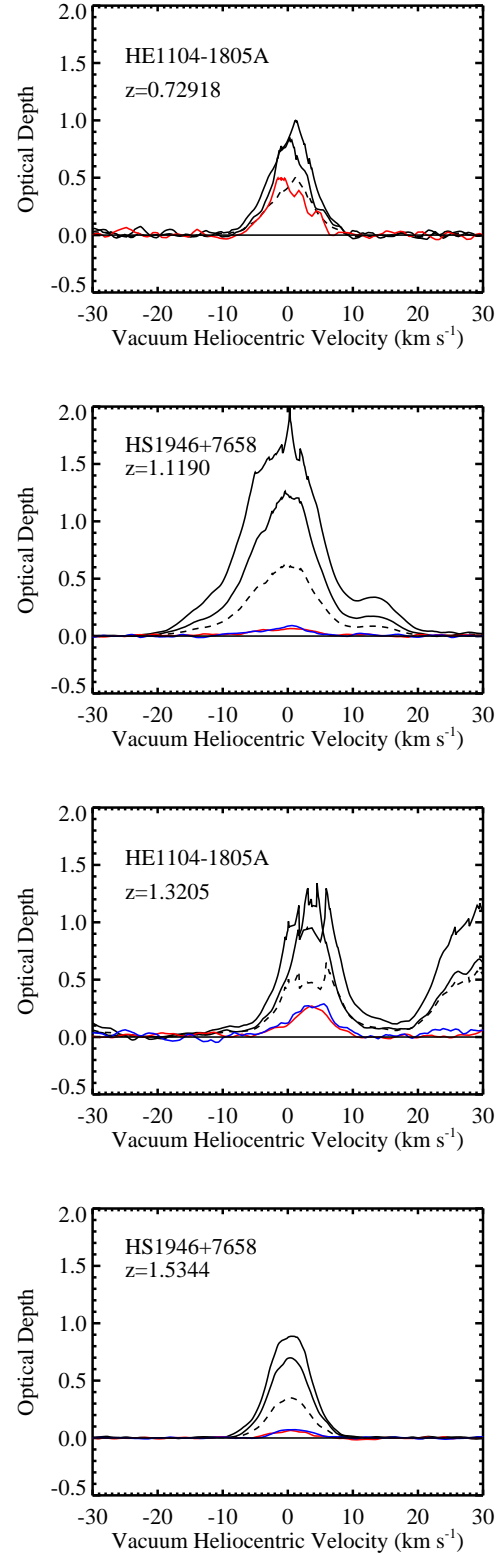 2.0
HE1104-1805A
1.5
z=0.72918
1.0
Optical Depth
0.5
0.0
-0.5
-30 -20 -10 0 10 20 30
Vacuum Heliocentric Velocity (km s⁻¹)
2.0
HS1946+7658
z=1.1190
1.5
1.0
Optical Depth
0.5
0.0
-0.5
-30 -20 -10 0 10 20 30
Vacuum Heliocentric Velocity (km s⁻¹)
2.0
HE1104-1805A
1.5
z=1.3205
1.0
Optical Depth
0.5
0.0
-0.5
-30 -20 -10 0 10 20 30
Vacuum Heliocentric Velocity (km s⁻¹)
2.0
HS1946+7658
z=1.5344
1.5
1.0
Optical Depth
0.5
0.0
-0.5
-30 -20 -10 0 10 20 30
Vacuum Heliocentric Velocity (km s⁻¹)